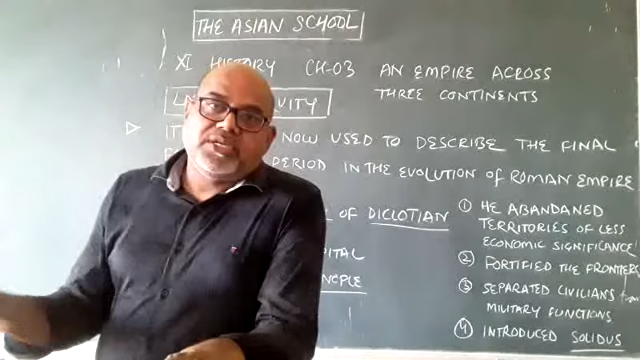 THE ASIAN SCHOOL
XI HISTORY CH-03 AN EMPIRE ACROSS
THREE CONTINENTS
UITY
IT NOW USED TO DESCRIBE THE FINAL
PERIOD IN THE EVOLUTION OF ROMAN EMPIRE
OF DICLOTIAN
① HE ABANDANED
TERRITORIES OF LESS
ECONOMIC SIGNIFICANCE
② FORTIFIED THE FRONTIERS
③ SEPARATED CIVILIANS from
MILITARY FUNCTIONS
④ INTRODUCED SOLIDUS